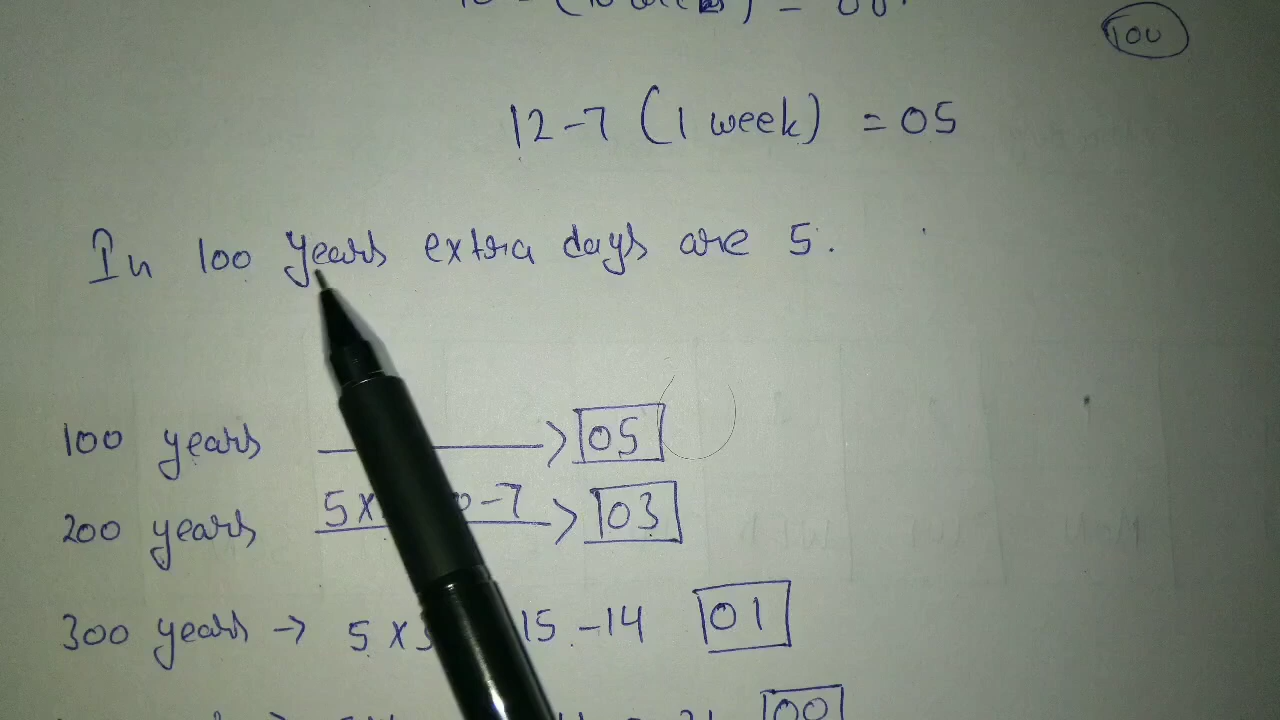 100
12-7 (1 week) = 05
In 100 years extra days are 5.
100 years > 05
200 years 5× -7 > 03
300 years → 5 × 15 - 14 01
00